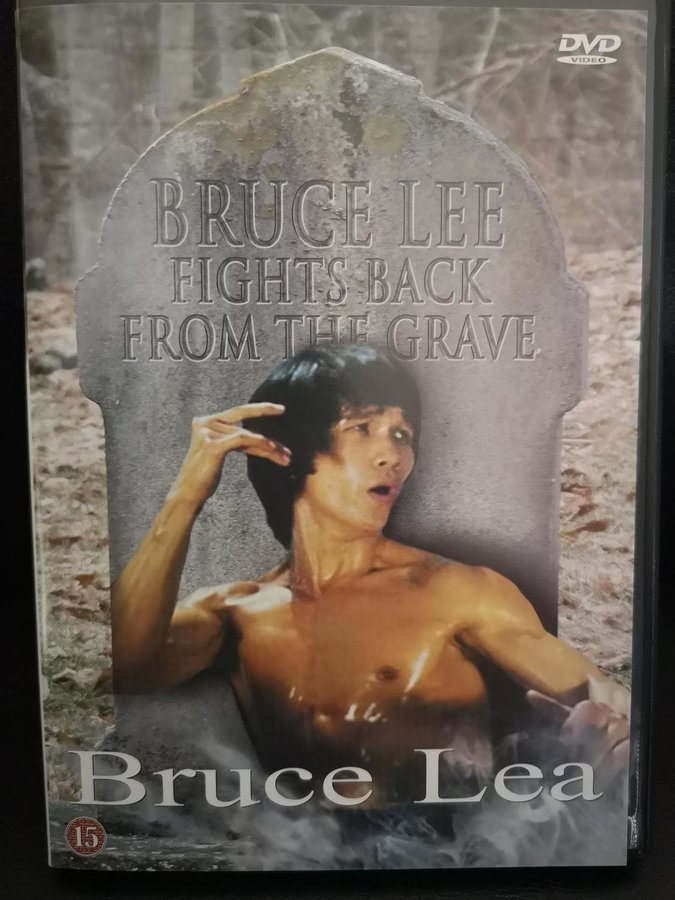 DVD
VIDEO
BRUCE LEE
FIGHTS BACK
FROM THE GRAVE
Bruce Lea
15